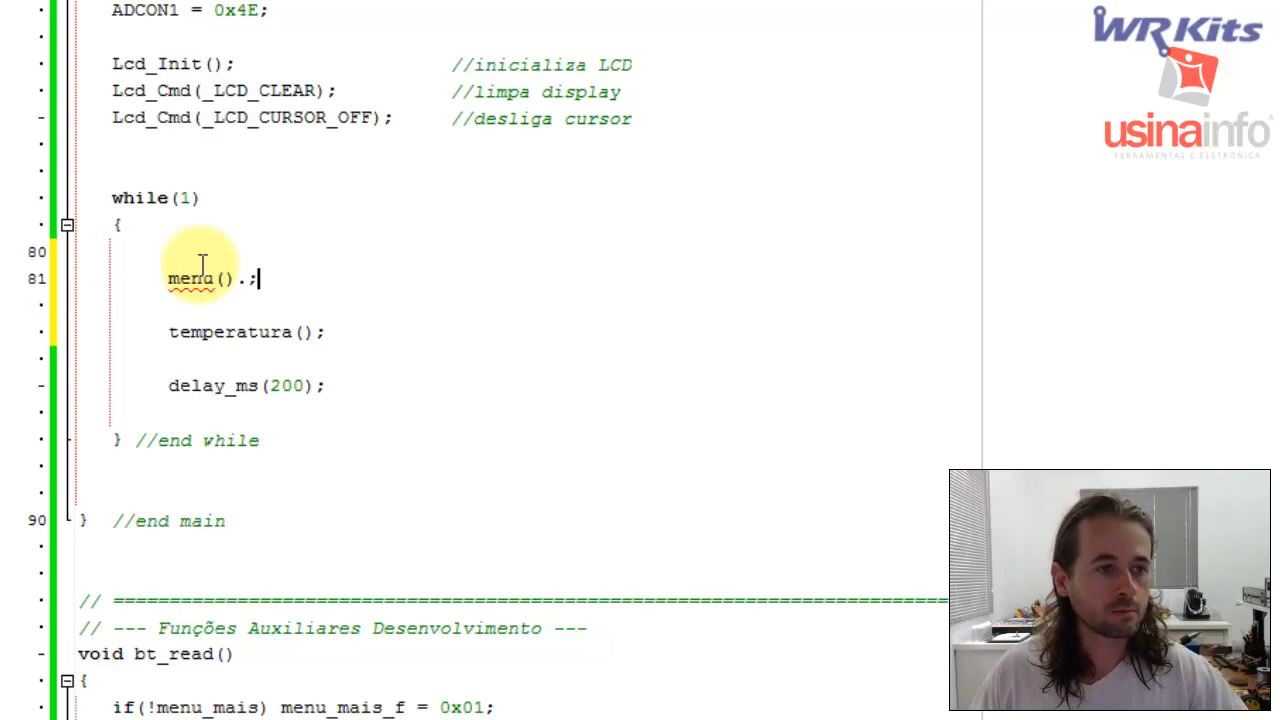 ADCON1 = 0x4E;
Lcd_Init(); //inicializa LCD
Lcd_Cmd(_LCD_CLEAR); //limpa display
Lcd_Cmd(_LCD_CURSOR_OFF); //desliga cursor
while(1)
{
80
81 menu().;
temperatura();
delay_ms(200);
} //end while
90 } //end main
// ==============================================================================
// --- Funções Auxiliares Desenvolvimento ---
void bt_read()
{
if(!menu_mais) menu_mais_f = 0x01;
WR Kits
usinainfo
FERRAMENTAS E ELETRÔNICA